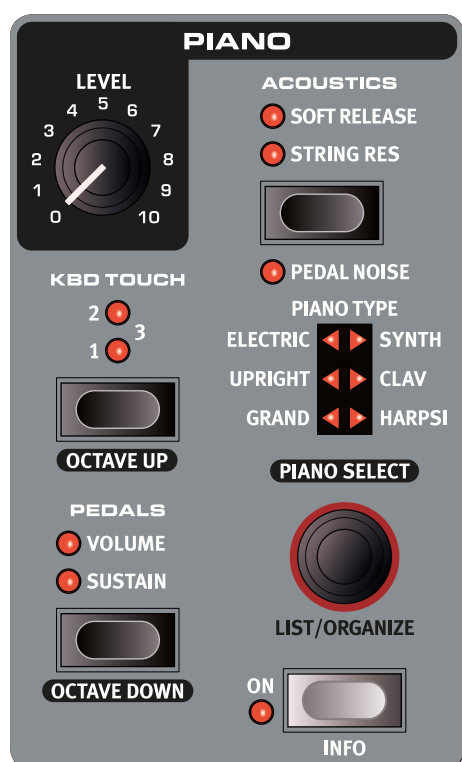 PIANO
LEVEL
0 1 2 3 4 5 6 7 8 9 10
ACOUSTICS
SOFT RELEASE
STRING RES
PEDAL NOISE
KBD TOUCH
2
3
1
OCTAVE UP
PIANO TYPE
ELECTRIC SYNTH
UPRIGHT CLAV
GRAND HARPSI
PIANO SELECT
LIST/ORGANIZE
PEDALS
VOLUME
SUSTAIN
OCTAVE DOWN
ON
INFO